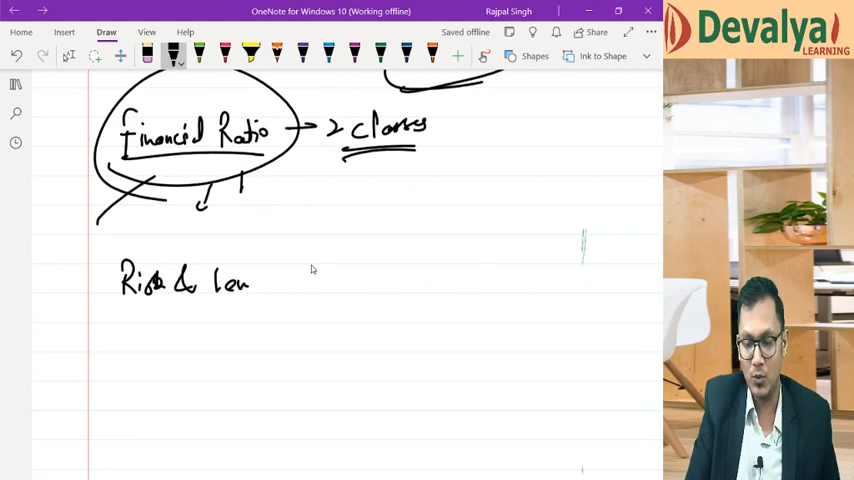 OneNote for Windows 10 (Working offline)
Rajpal Singh
Home Insert Draw View Help
Saved offline
Share
Shapes
Ink to Shape
Devalya
LEARNING
Financial Ratio → 2 classes
Risk & lev